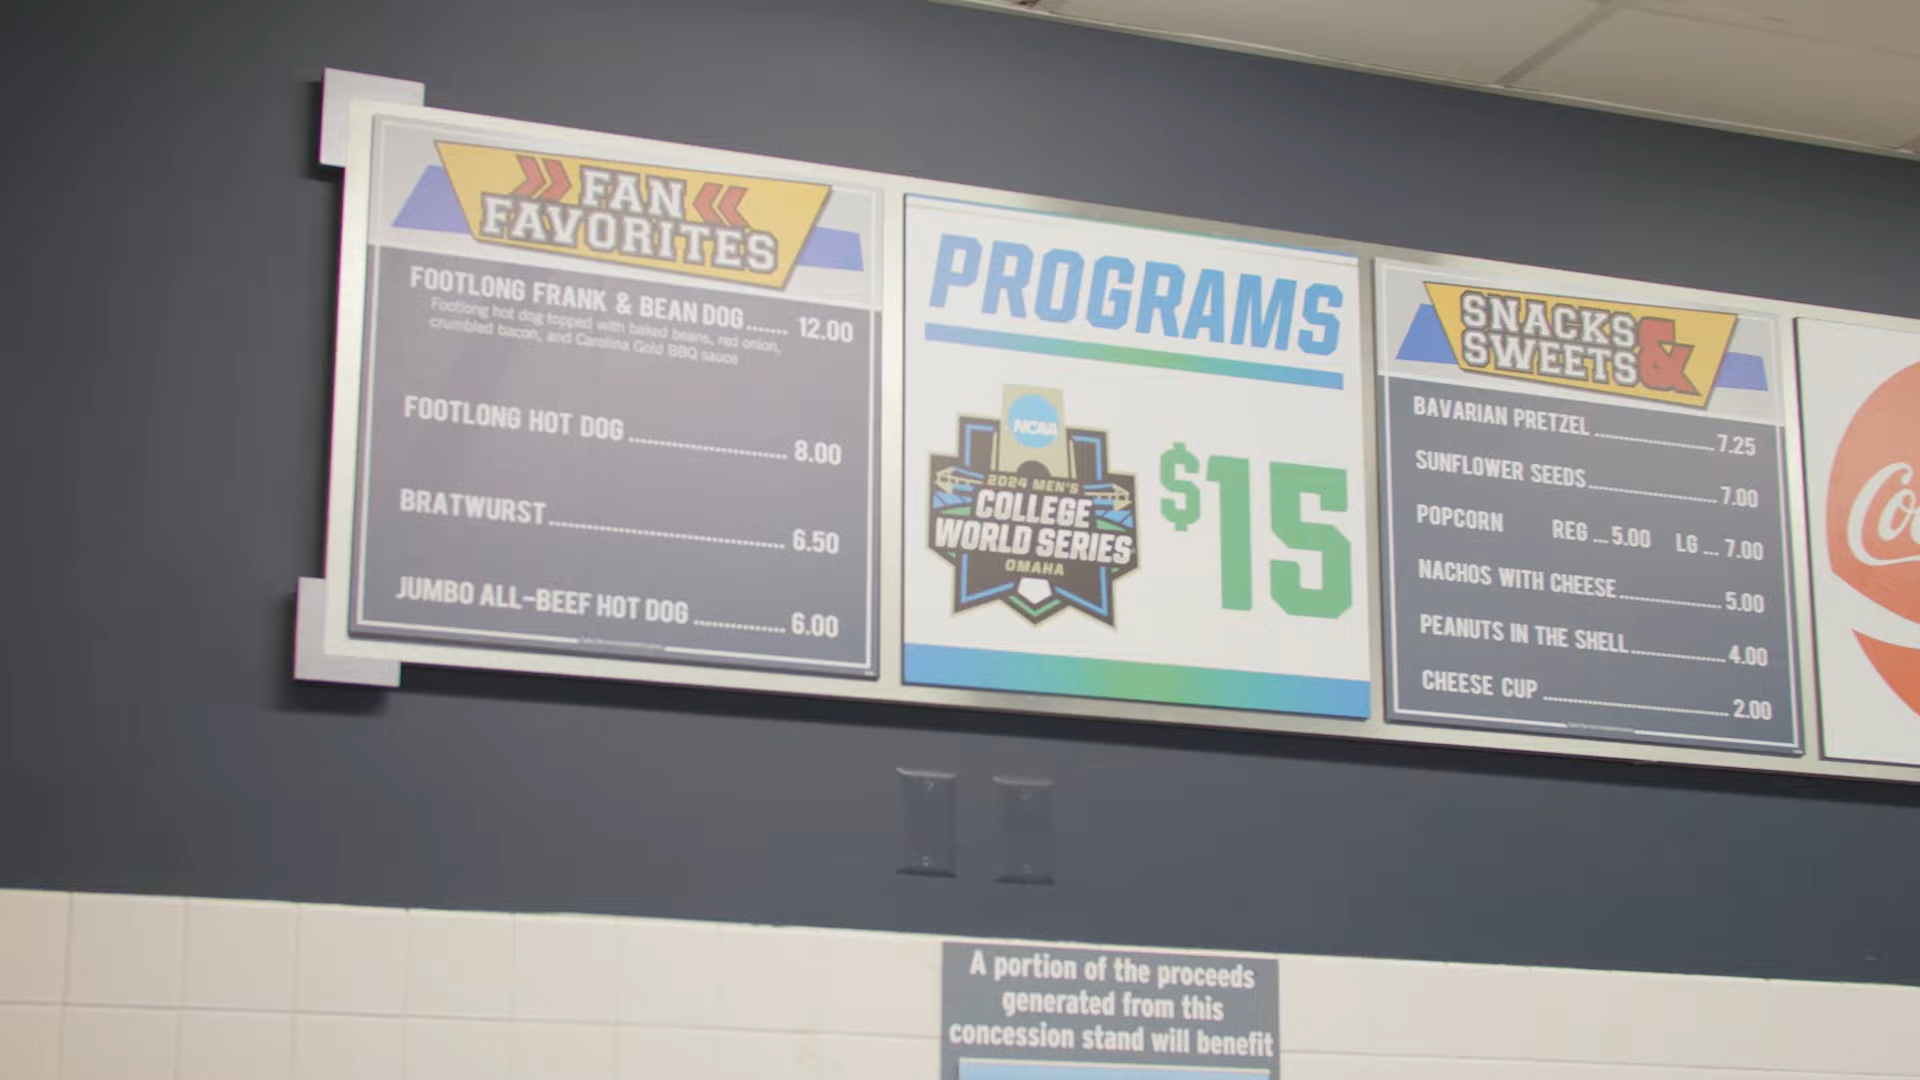 FAN
FAVORITES
FOOTLONG FRANK & BEAN DOG....... 12.00
Footlong hot dog topped with baked beans, red onion,
crumbled bacon, and Carolina Gold BBQ sauce
FOOTLONG HOT DOG ........................ 8.00
BRATWURST................................... 6.50
JUMBO ALL-BEEF HOT DOG .............. 6.00
PROGRAMS
NCAA
2024 MEN'S
COLLEGE
WORLD SERIES
OMAHA
$15
SNACKS &
SWEETS
BAVARIAN PRETZEL ........................ 7.25
SUNFLOWER SEEDS........................ 7.00
POPCORN REG ... 5.00 LG ... 7.00
NACHOS WITH CHEESE.................... 5.00
PEANUTS IN THE SHELL.................. 4.00
CHEESE CUP .................................. 2.00
A portion of the proceeds
generated from this
concession stand will benefit